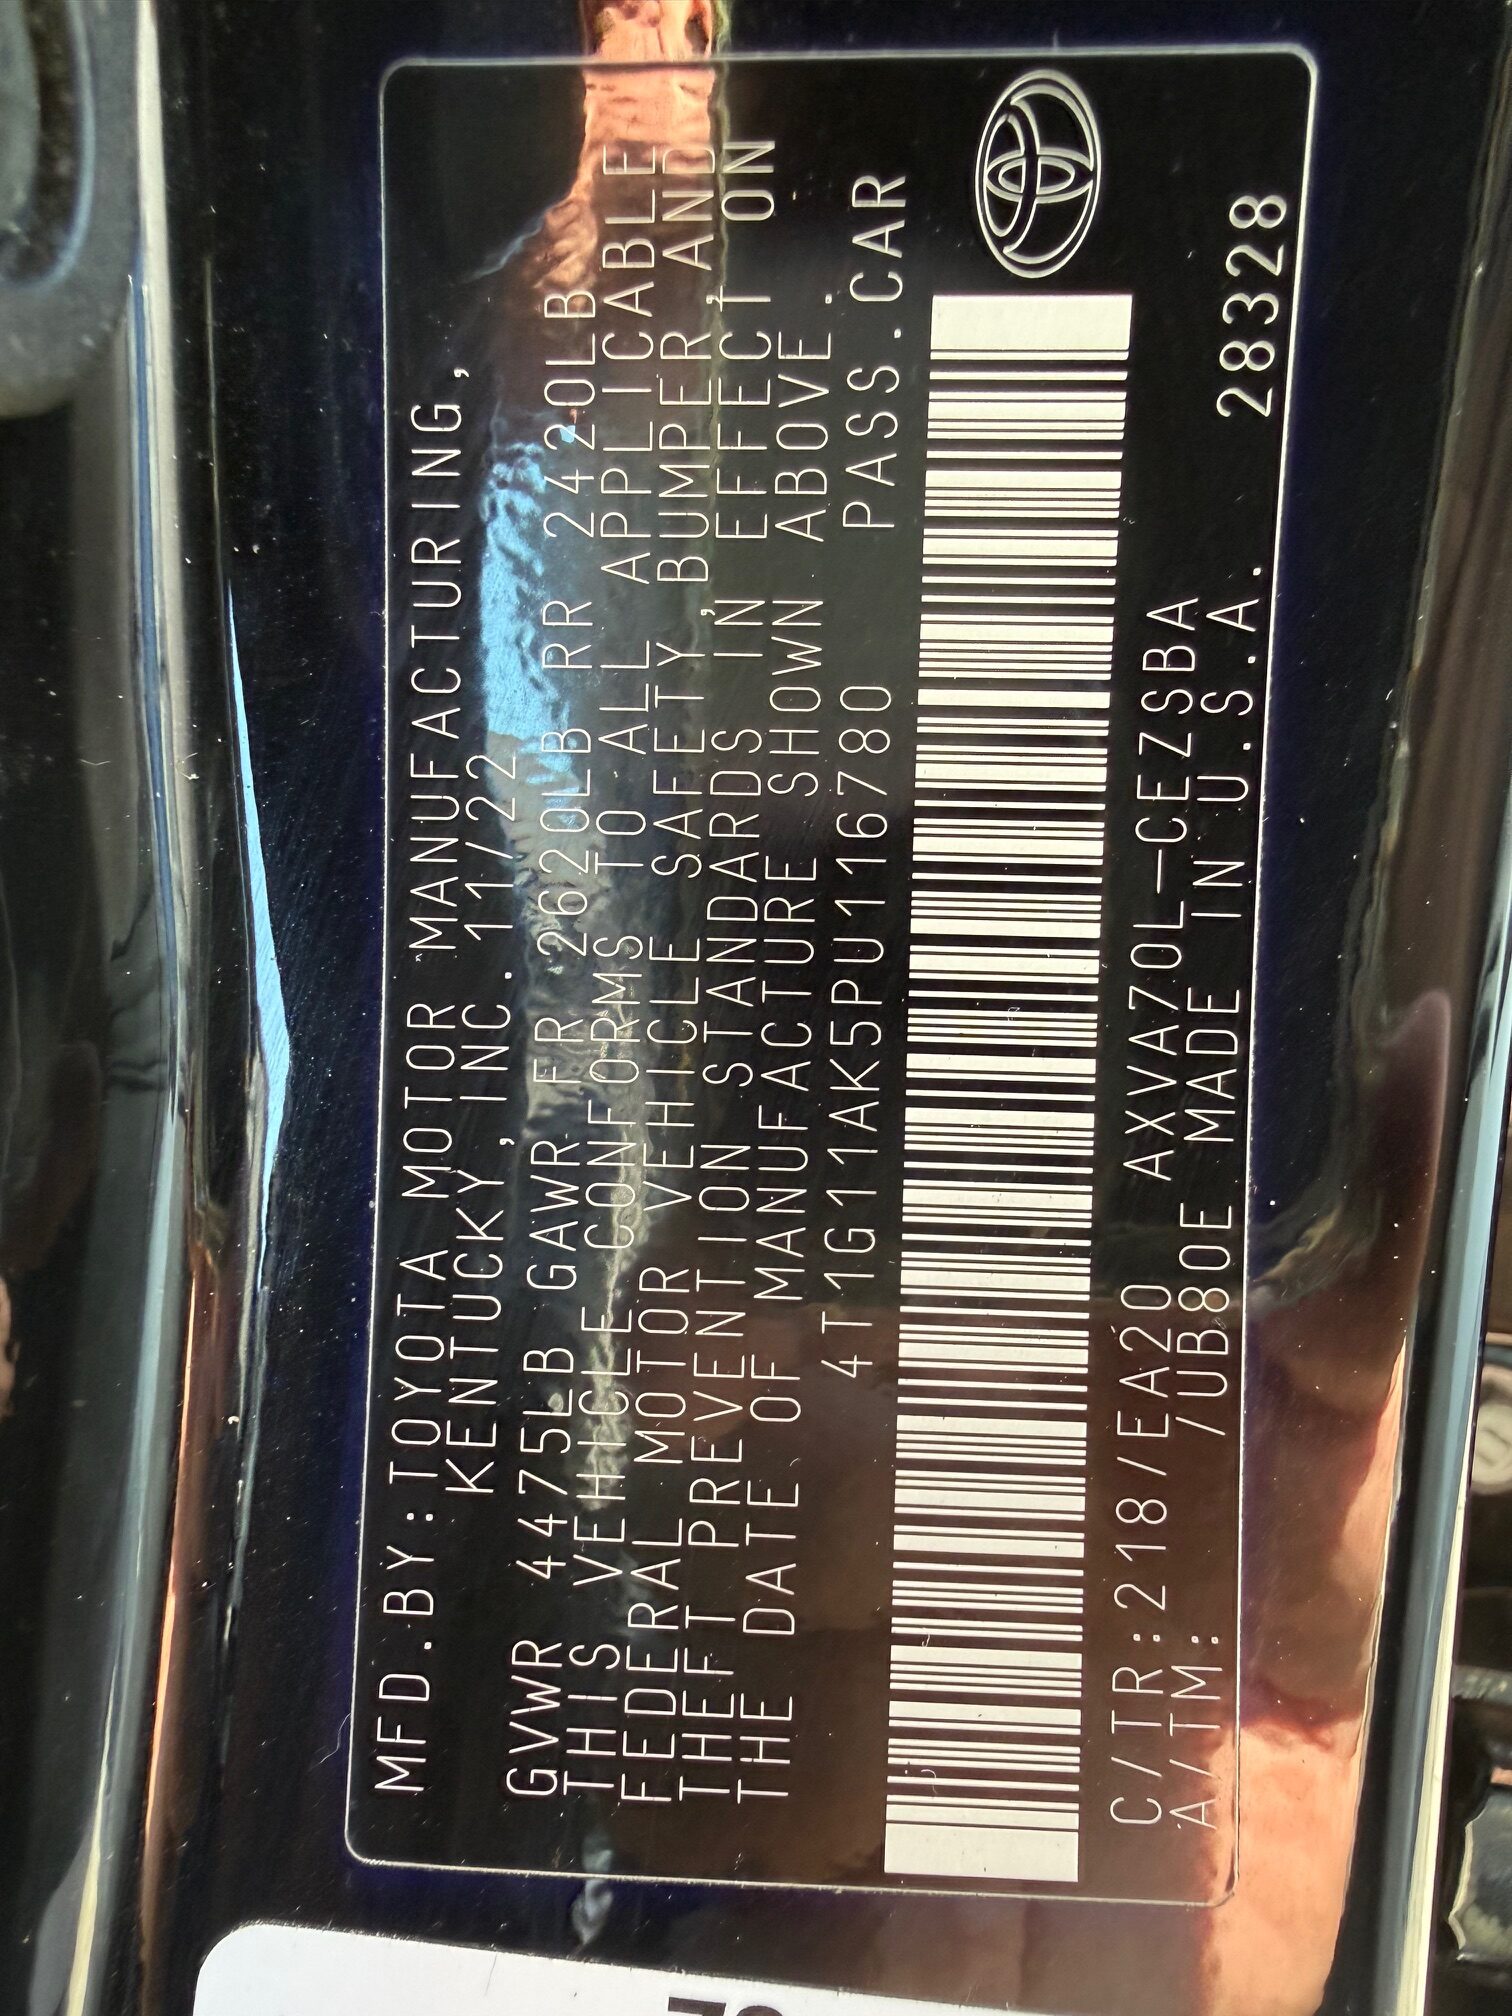 MFD.BY:TOYOTA MOTOR MANUFACTURING,
KENTUCKY, INC. 11/22
GVWR 4475LB GAWR FR 2620LB RR 2420LB
THIS VEHICLE CONFORMS TO ALL APPLICABLE
FEDERAL MOTOR VEHICLE SAFETY, BUMPER, AND
THEFT PREVENTION STANDARDS IN EFFECT ON
THE DATE OF MANUFACTURE SHOWN ABOVE.
4T1G11AK5PU116780 PASS.CAR
C/TR:218/EA20 AXVA70L-CEZSBA
A/TM: /UB80E MADE IN U.S.A. 28328